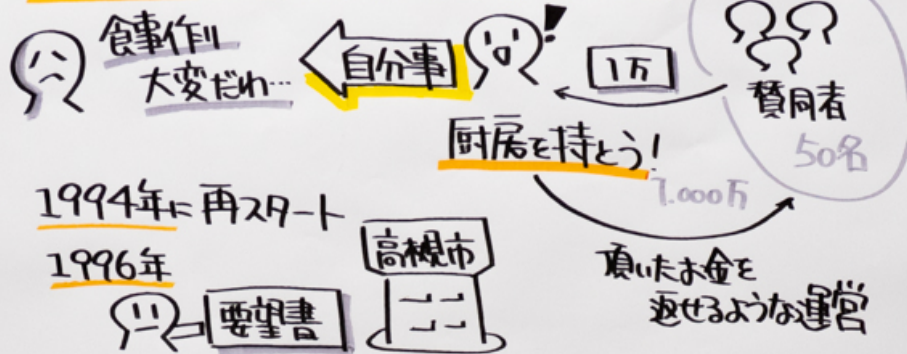 食事作り
大変だわ…
自分事
!
1万
賛同者
50名
厨房を持とう!
7.000万
頂いたお金を
返せるような運営
1994年に再スタート
1996年
要望書
高槻市